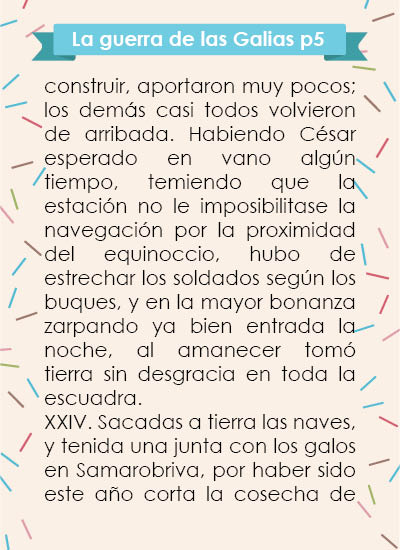 La guerra de las Galias p5
construir, aportaron muy pocos;
los demás casi todos volvieron
de arribada. Habiendo César
esperado en vano algún
tiempo, temiendo que la
estación no le imposibilitase la
navegación por la proximidad
del equinoccio, hubo de
estrechar los soldados según los
buques, y en la mayor bonanza
zarpando ya bien entrada la
noche, al amanecer tomó
tierra sin desgracia en toda la
escuadra.
XXIV. Sacadas a tierra las naves,
y tenida una junta con los galos
en Samarobriva, por haber sido
este año corta la cosecha de